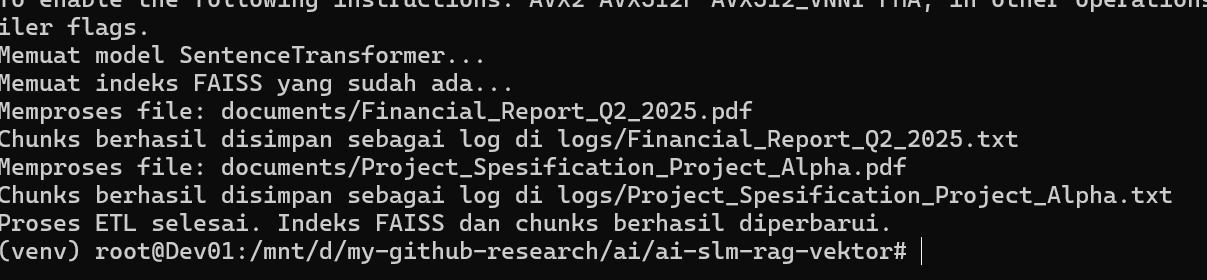 To enable the following instructions: AVX2 AVX512F AVX512_VNNI FMA, in other operations
iler flags.
Memuat model SentenceTransformer...
Memuat indeks FAISS yang sudah ada...
Memproses file: documents/Financial_Report_Q2_2025.pdf
Chunks berhasil disimpan sebagai log di logs/Financial_Report_Q2_2025.txt
Memproses file: documents/Project_Spesification_Project_Alpha.pdf
Chunks berhasil disimpan sebagai log di logs/Project_Spesification_Project_Alpha.txt
Proses ETL selesai. Indeks FAISS dan chunks berhasil diperbarui.
(venv) root@Dev01:/mnt/d/my-github-research/ai/ai-slm-rag-vektor#